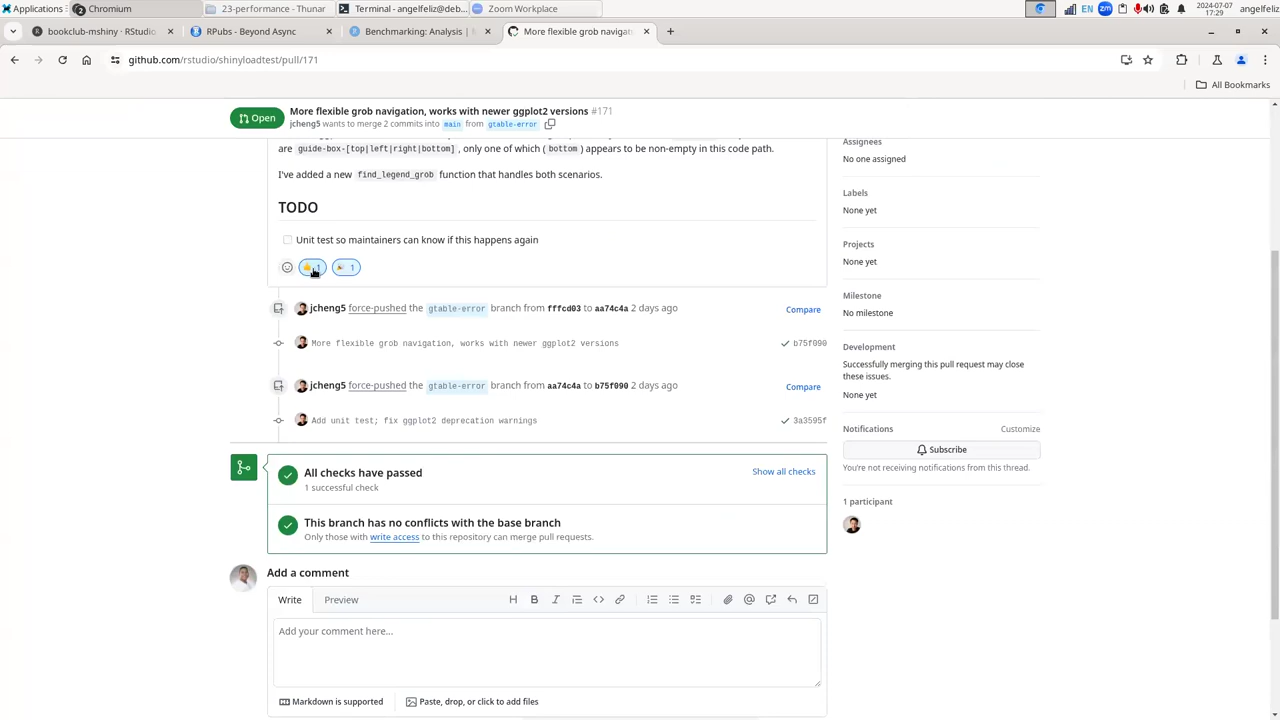 Applications
Chromium
23-performance - Thunar
Terminal - angelfeliz@deb...
Zoom Workplace
EN
zm
2024-07-07
17:29
angelfeliz
bookclub-mshiny : RStudio
RPubs - Beyond Async
Benchmarking: Analysis |
More flexible grob navigat
github.com/rstudio/shinyloadtest/pull/171
All Bookmarks
Open
More flexible grob navigation, works with newer ggplot2 versions #171
jcheng5 wants to merge 2 commits into main from gtable-error
are guide-box-[top|left|right|bottom] , only one of which ( bottom ) appears to be non-empty in this code path.
I've added a new find_legend_grob function that handles both scenarios.
TODO
Unit test so maintainers can know if this happens again
1
1
jcheng5 force-pushed the gtable-error branch from fffcd03 to aa74c4a 2 days ago
Compare
More flexible grob navigation, works with newer ggplot2 versions
b75f090
jcheng5 force-pushed the gtable-error branch from aa74c4a to b75f090 2 days ago
Compare
Add unit test; fix ggplot2 deprecation warnings
3a3595f
All checks have passed
1 successful check
Show all checks
This branch has no conflicts with the base branch
Only those with write access to this repository can merge pull requests.
Add a comment
Write
Preview
Add your comment here...
Markdown is supported
Paste, drop, or click to add files
Assignees
No one assigned
Labels
None yet
Projects
None yet
Milestone
No milestone
Development
Successfully merging this pull request may close
these issues.
None yet
Notifications
Customize
Subscribe
You're not receiving notifications from this thread.
1 participant